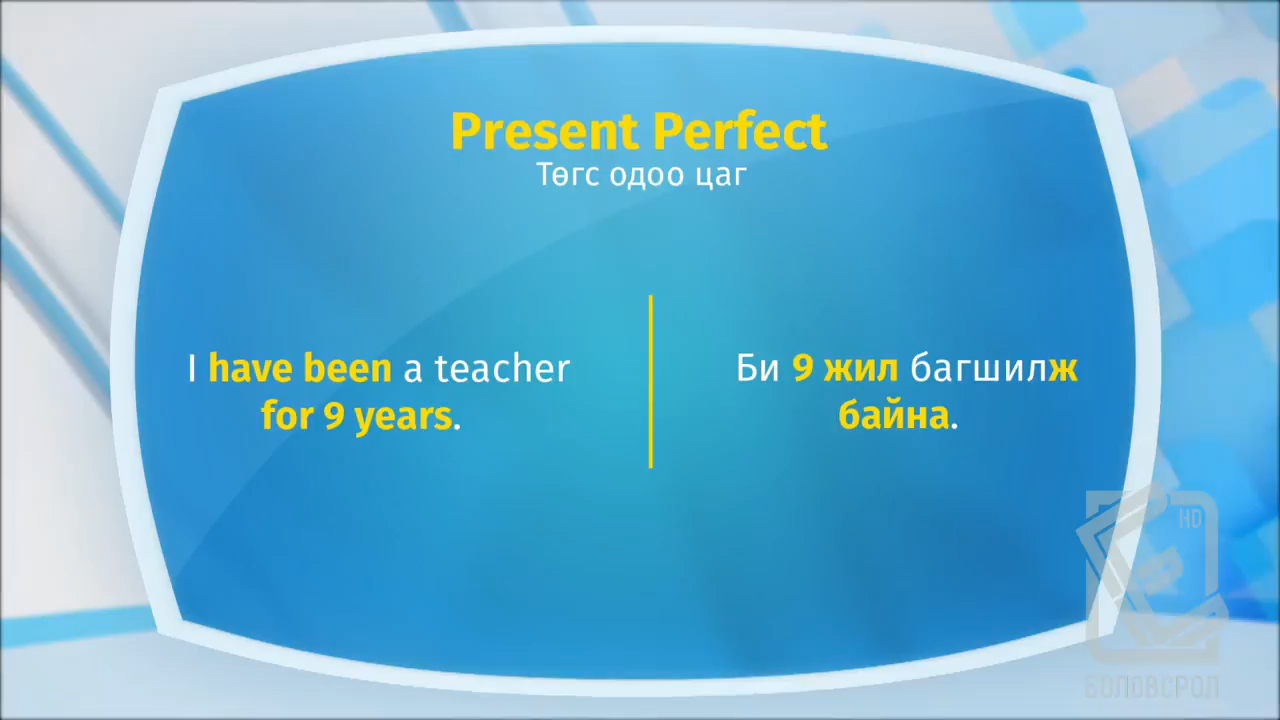 Present Perfect
Төгс одоо цаг
I have been a teacher
for 9 years.
Би 9 жил багшилж
байна.
HD
БОЛОВСРОЛ